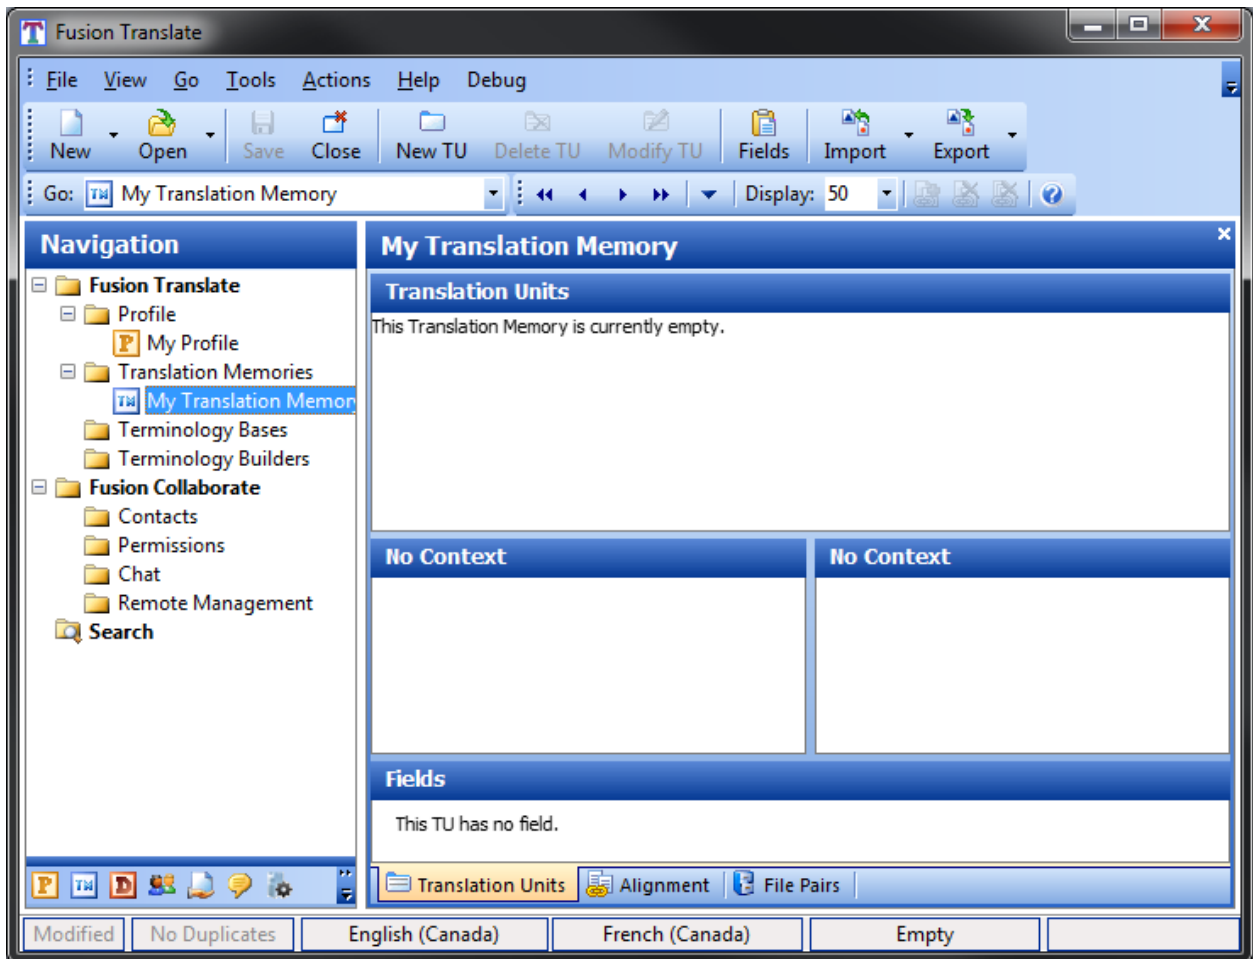 Fusion Translate
File View Go Tools Actions Help Debug
New Open Save Close New TU Delete TU Modify TU Fields Import Export
Go: TM My Translation Memory Display: 50
Navigation
Fusion Translate
Profile
P My Profile
Translation Memories
TM My Translation Memor
Terminology Bases
Terminology Builders
Fusion Collaborate
Contacts
Permissions
Chat
Remote Management
Search
P TM D
My Translation Memory
Translation Units
This Translation Memory is currently empty.
No Context
No Context
Fields
This TU has no field.
Translation Units Alignment File Pairs
Modified No Duplicates English (Canada) French (Canada) Empty